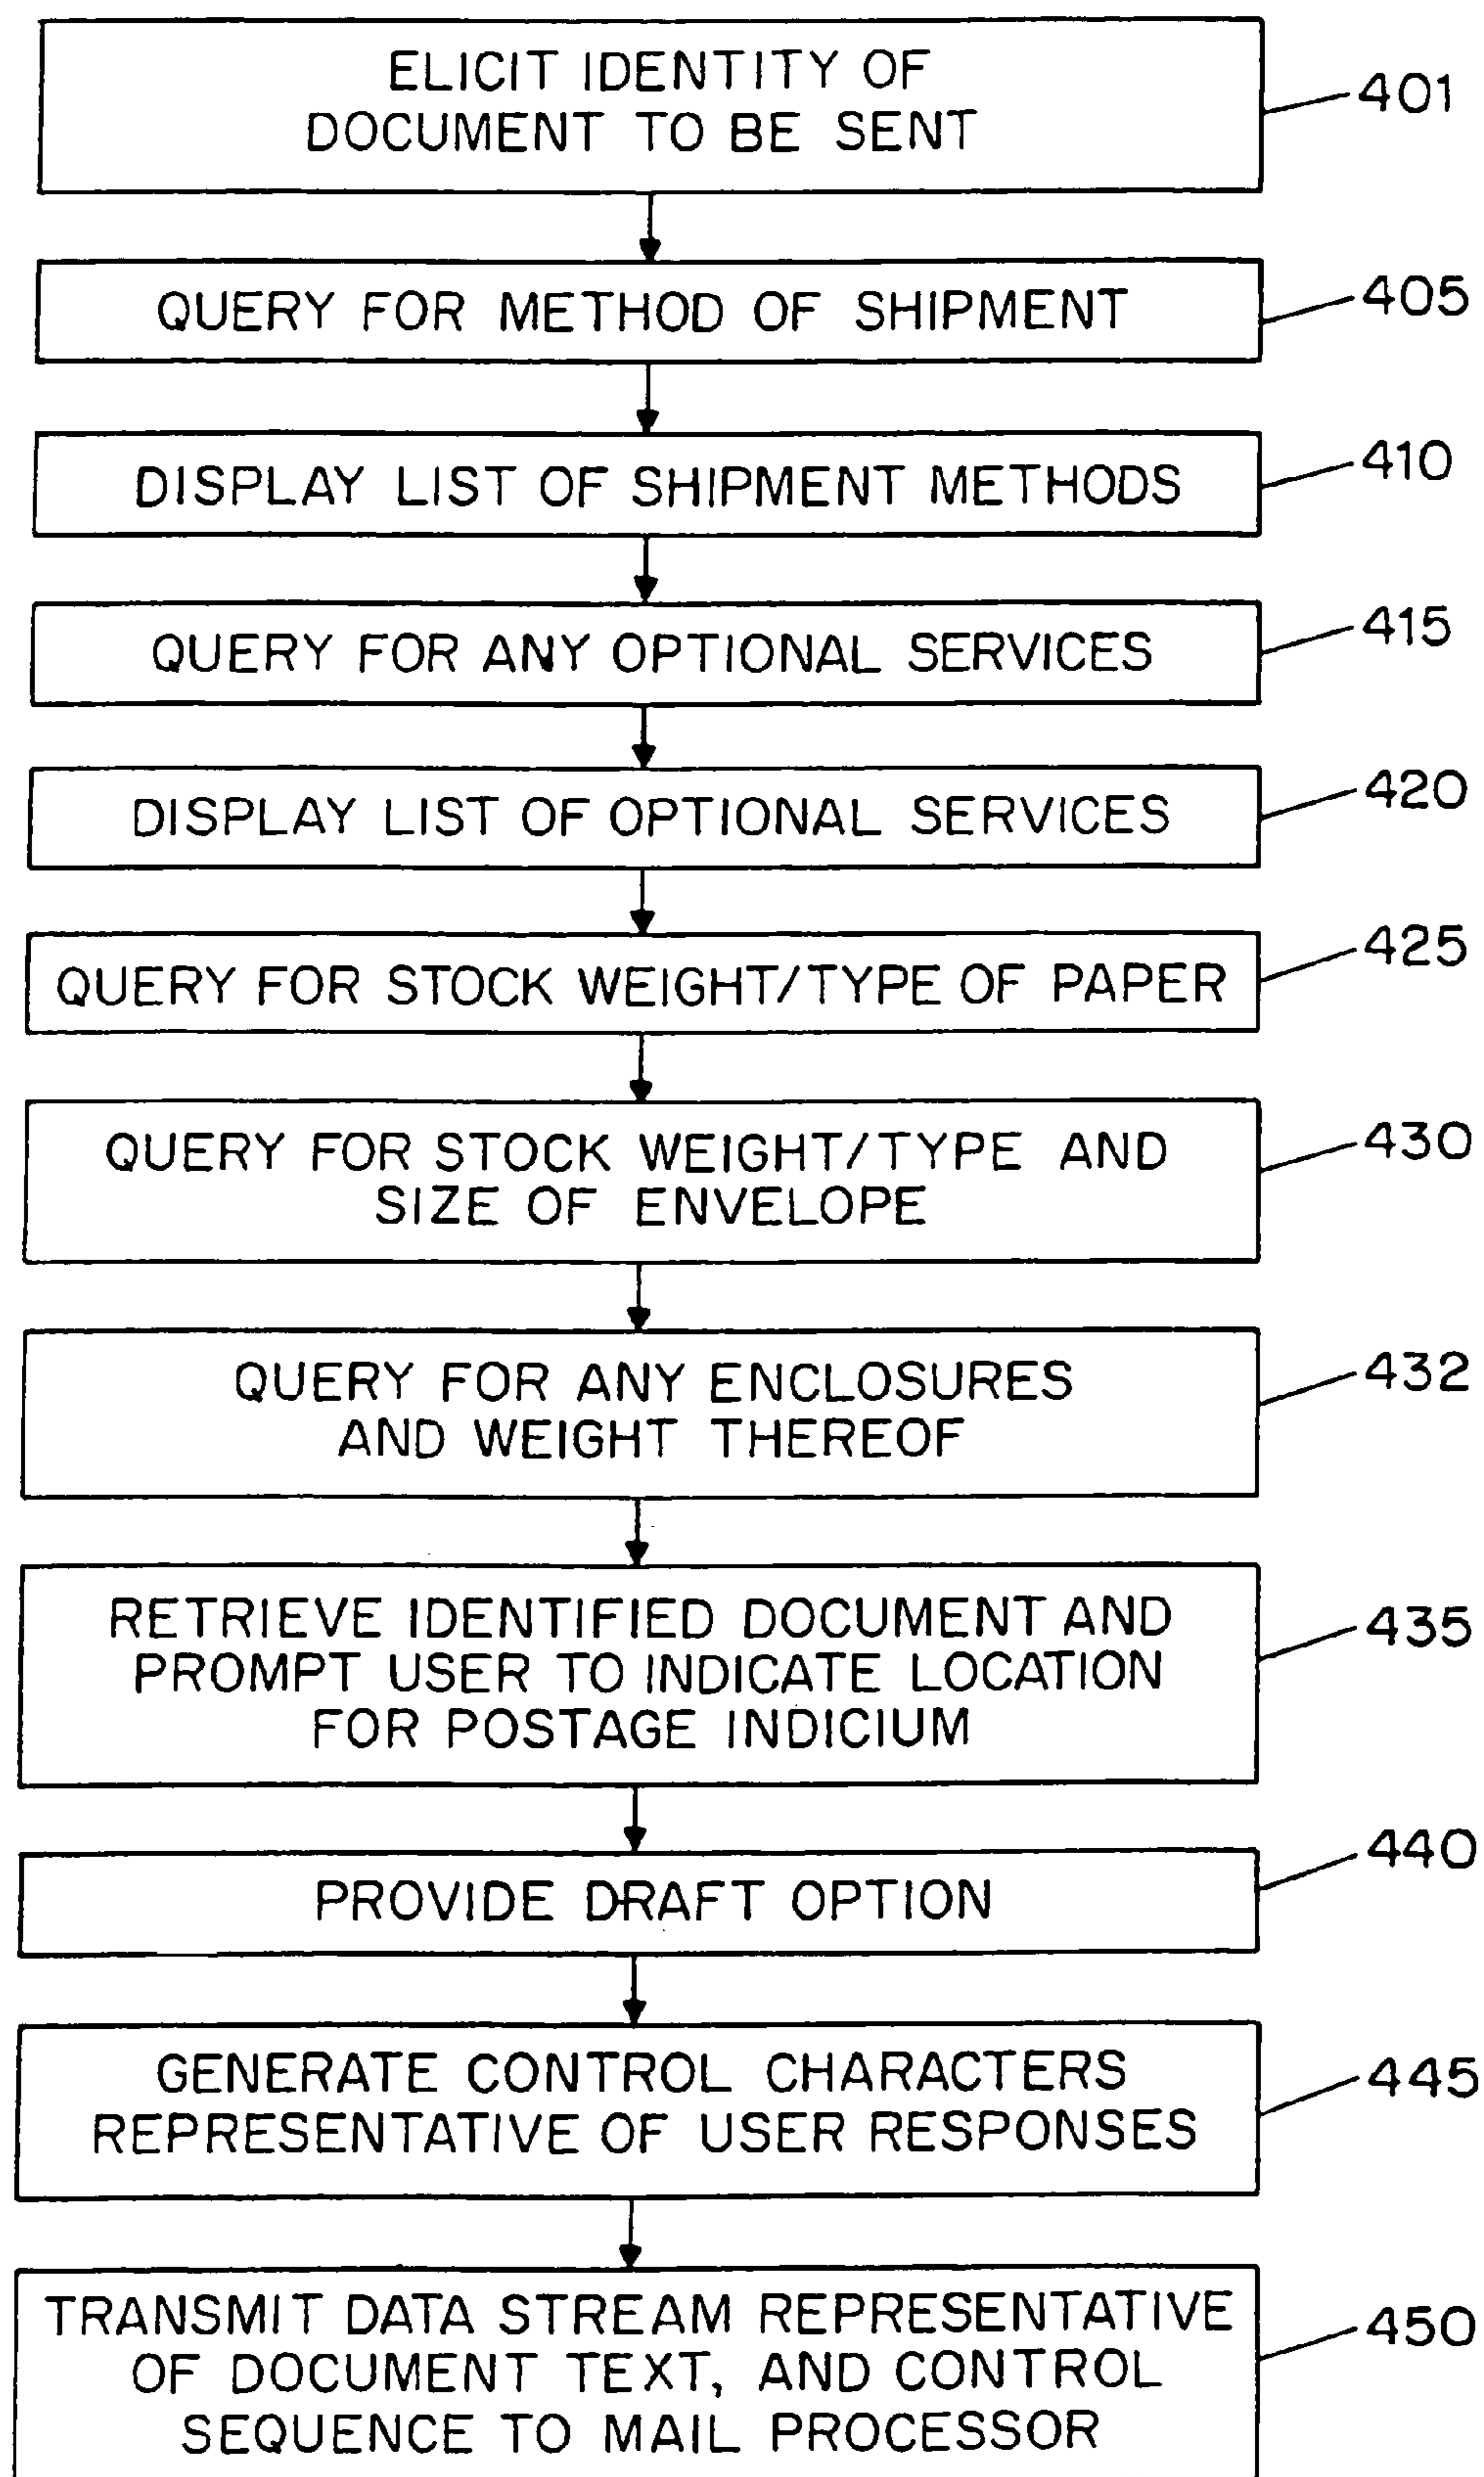 ELICIT IDENTITY OF
DOCUMENT TO BE SENT
401
QUERY FOR METHOD OF SHIPMENT
405
DISPLAY LIST OF SHIPMENT METHODS
410
QUERY FOR ANY OPTIONAL SERVICES
415
DISPLAY LIST OF OPTIONAL SERVICES
420
QUERY FOR STOCK WEIGHT/TYPE OF PAPER
425
QUERY FOR STOCK WEIGHT/TYPE AND
SIZE OF ENVELOPE
430
QUERY FOR ANY ENCLOSURES
AND WEIGHT THEREOF
432
RETRIEVE IDENTIFIED DOCUMENT AND
PROMPT USER TO INDICATE LOCATION
FOR POSTAGE INDICIUM
435
PROVIDE DRAFT OPTION
440
GENERATE CONTROL CHARACTERS
REPRESENTATIVE OF USER RESPONSES
445
TRANSMIT DATA STREAM REPRESENTATIVE
OF DOCUMENT TEXT, AND CONTROL
SEQUENCE TO MAIL PROCESSOR
450